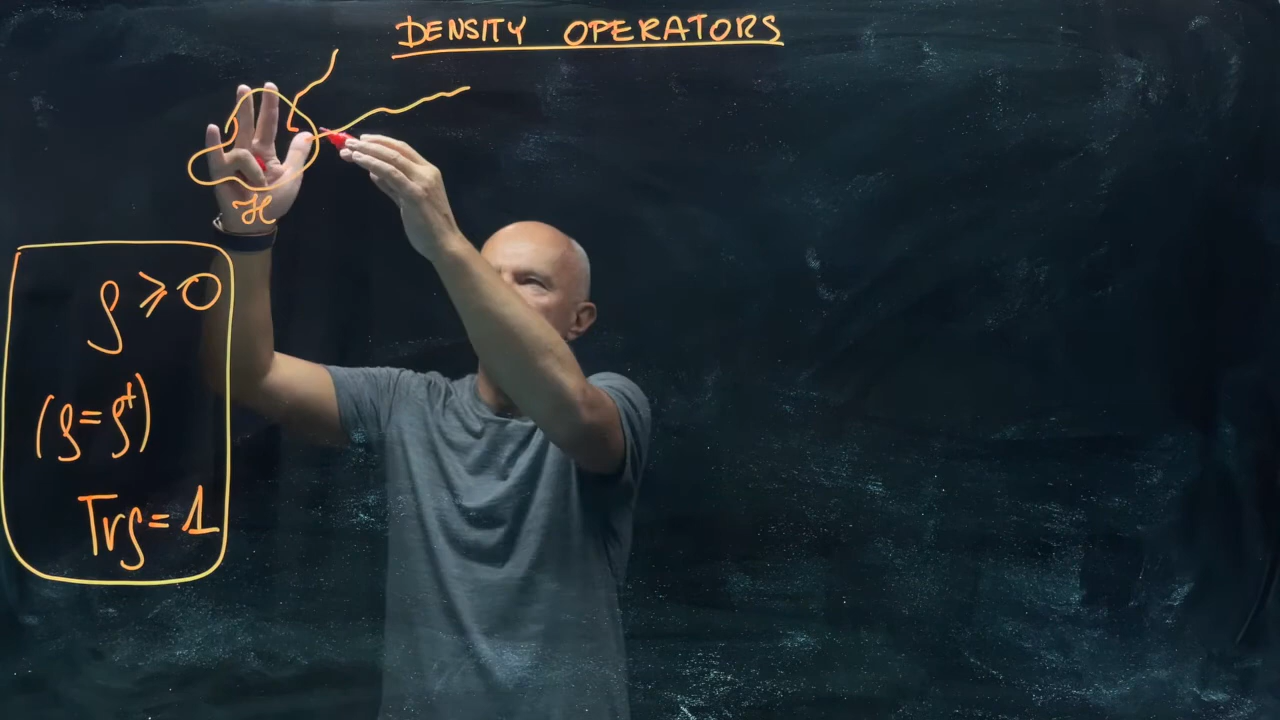 DENSITY OPERATORS
ℋ
ρ ⩾ 0
(ρ=ρ†)
Trρ=1